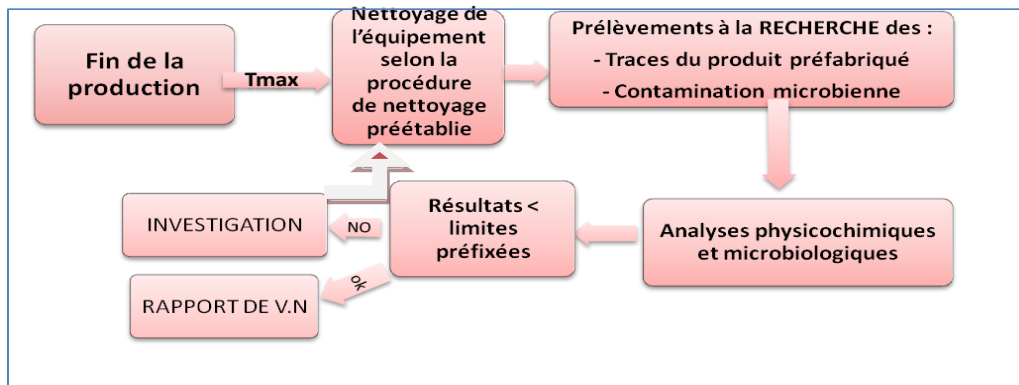 Fin de la
production
Tmax
Nettoyage de
l'équipement
selon la
procédure
de nettoyage
préétablie
Prélèvements à la RECHERCHE des :
- Traces du produit préfabriqué
- Contamination microbienne
Analyses physicochimiques
et microbiologiques
Résultats <
limites
préfixées
NO
INVESTIGATION
ok
RAPPORT DE V.N